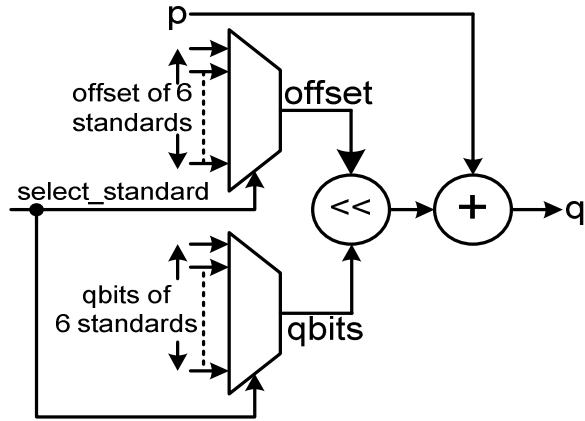 p
offset of 6
standards
offset
select_standard
<<
+
q
qbits of
6 standards
qbits